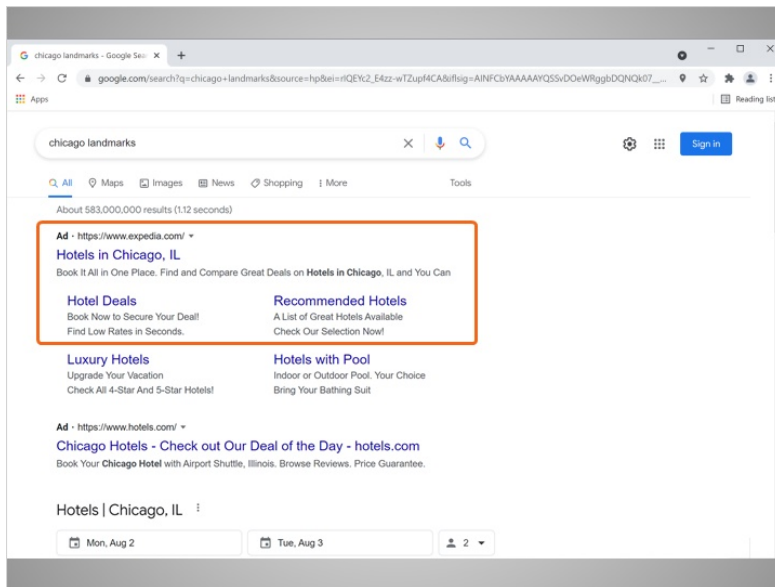 chicago landmarks - Google Sea
google.com/search?q=chicago+landmarks&source=hp&ei=rIQEYc2_E4zz-wTZupf4CA&iflsig=AINFCbYAAAAAYQSSvDOeWRggbDQNQk07__...
Apps
Reading list
chicago landmarks
Sign in
All Maps Images News Shopping More Tools
About 583,000,000 results (1.12 seconds)
Ad · https://www.expedia.com/
Hotels in Chicago, IL
Book It All in One Place. Find and Compare Great Deals on Hotels in Chicago, IL and You Can
Hotel Deals
Book Now to Secure Your Deal!
Find Low Rates in Seconds.
Recommended Hotels
A List of Great Hotels Available
Check Our Selection Now!
Luxury Hotels
Upgrade Your Vacation
Check All 4-Star And 5-Star Hotels!
Hotels with Pool
Indoor or Outdoor Pool. Your Choice
Bring Your Bathing Suit
Ad · https://www.hotels.com/
Chicago Hotels - Check out Our Deal of the Day - hotels.com
Book Your Chicago Hotel with Airport Shuttle, Illinois. Browse Reviews. Price Guarantee.
Hotels | Chicago, IL
Mon, Aug 2
Tue, Aug 3
2